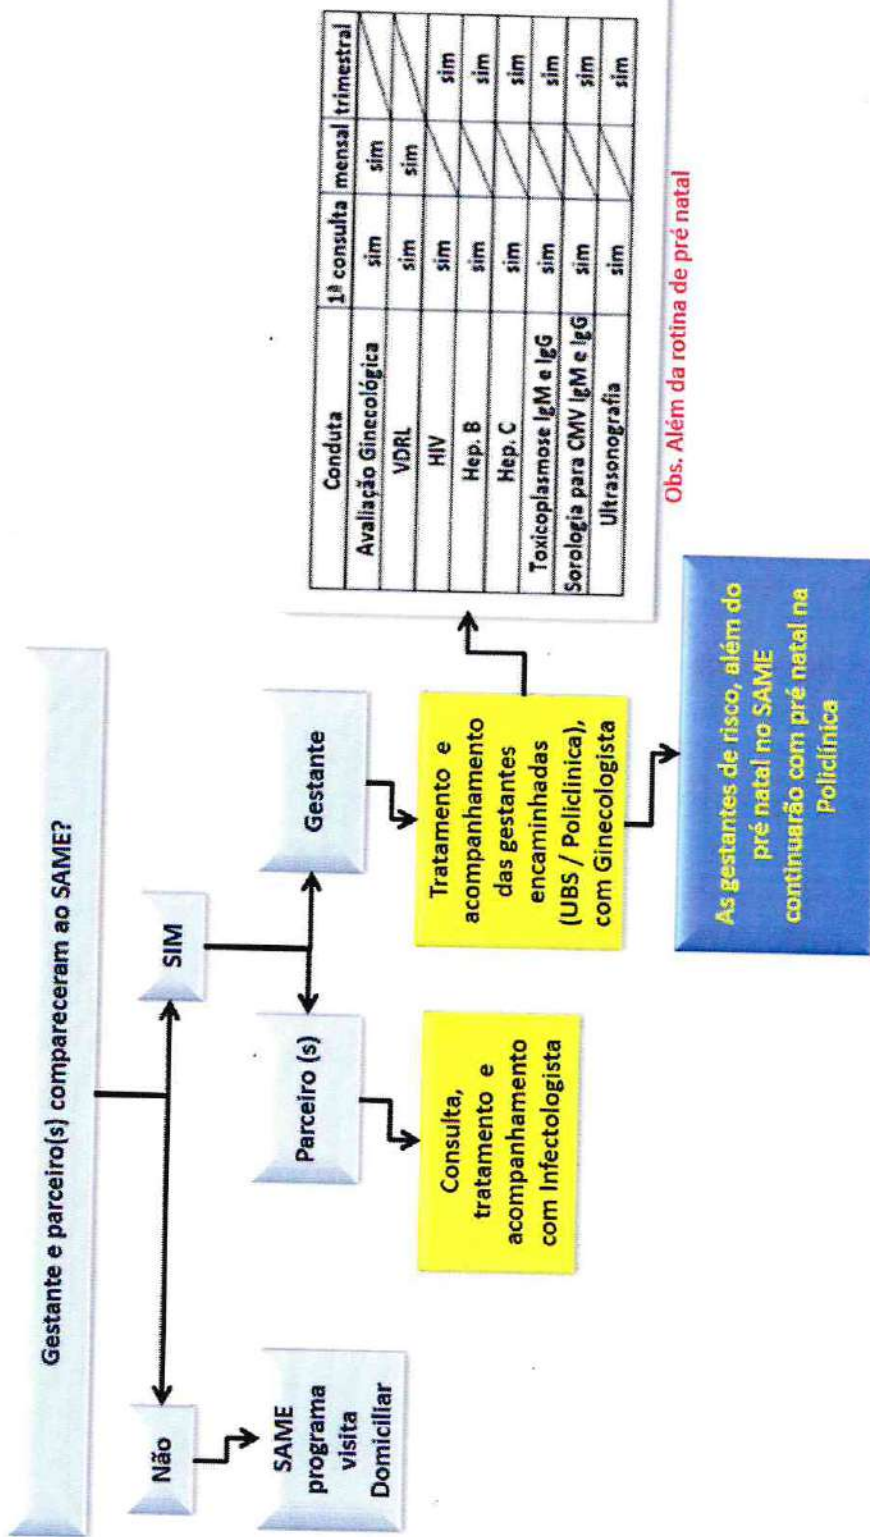 Gestante e parceiro(s) compareceram ao SAME?
Não
SIM
SAME
programa
visita
Domiciliar
Parceiro (s)
Gestante
Consulta,
tratamento e
acompanhamento
com Infectologista
Tratamento e
acompanhamento
das gestantes
encaminhadas
(UBS / Policlínica),
com Ginecologista
As gestantes de risco, além do
pré natal no SAME
continuarão com pré natal na
Policlínica
Conduta 1ª consulta mensal trimestral
Avaliação Ginecológica sim sim
VDRL sim sim
HIV sim sim
Hep. B sim sim
Hep. C sim sim
Toxicoplasmose IgM e IgG sim sim
Sorologia para CMV IgM e IgG sim sim
Ultrasonografia sim sim
Obs. Além da rotina de pré natal